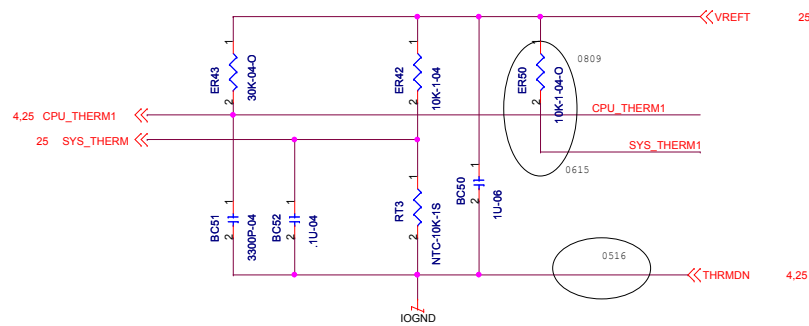 VREFT 25
0809
1
2
ER43
30K-04-O
1
2
ER42
10K-1-04
1
2
ER50
10K-1-04-O
4,25 CPU_THERM1
CPU_THERM1
25 SYS_THERM
SYS_THERM1
0615
1
2
BC51
3300P-04
1
2
BC52
.1U-04
1
2
RT3
NTC-10K-1S
1
2
BC50
1U-06
0516
THRMDN 4,25
IOGND